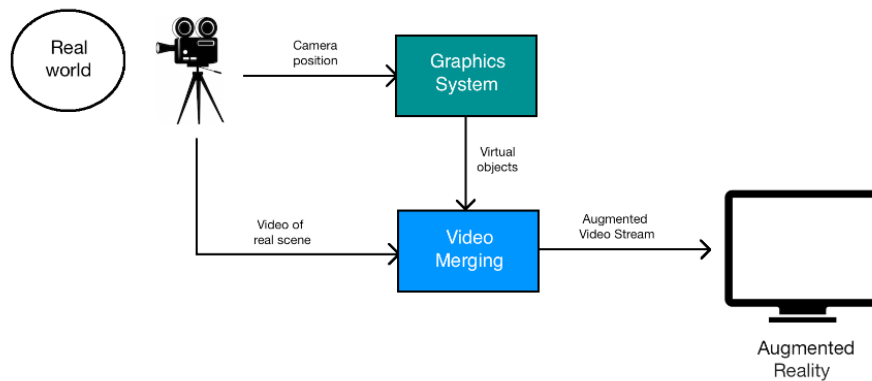 Real
world
Camera
position
Graphics
System
Virtual
objects
Video of
real scene
Video
Merging
Augmented
Video Stream
Augmented
Reality